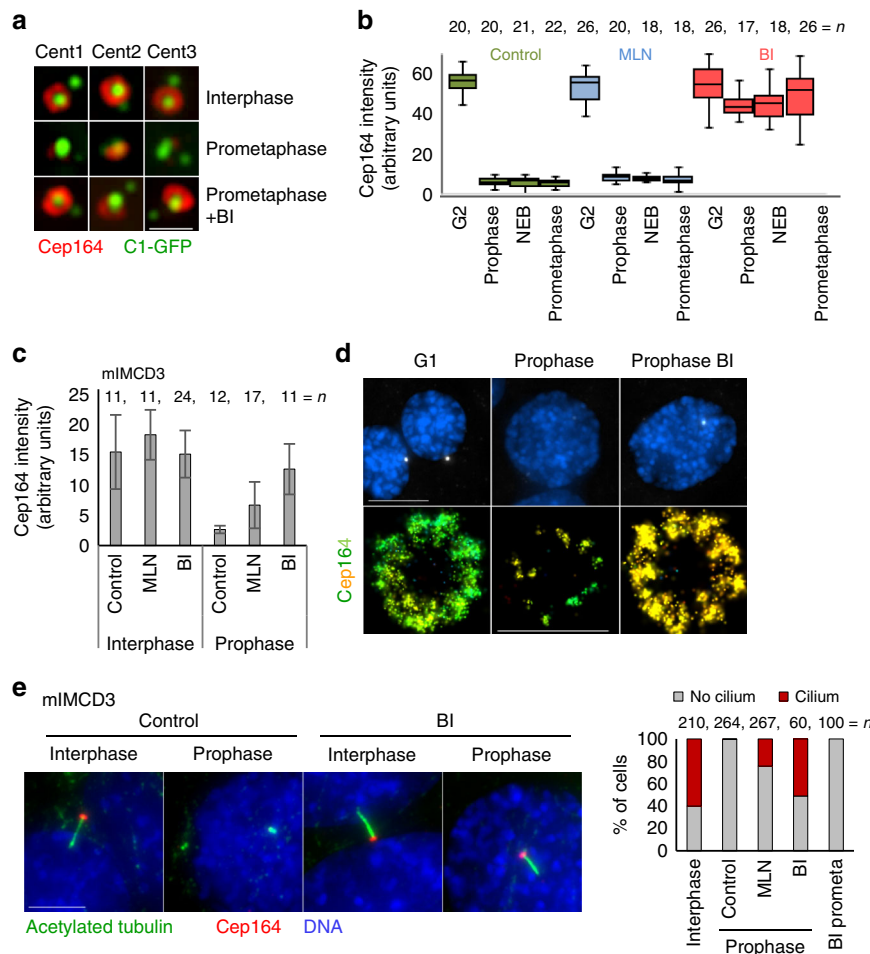 a
Cent1 Cent2 Cent3
Interphase
Prometaphase
Prometaphase
+BI
Cep164 C1-GFP
b
20, 20, 21, 22, 26, 20, 18, 18, 26, 17, 18, 26 = n
Control MLN BI
Cep164 intensity
(arbitrary units)
60
40
20
0
G2
Prophase
NEB
Prometaphase
G2
Prophase
NEB
Prometaphase
G2
Prophase
NEB
Prometaphase
c
mIMCD3
11, 11, 24, 12, 17, 11 = n
Cep164 intensity
(arbitrary units)
25
20
15
10
5
0
Control
MLN
BI
Control
MLN
BI
Interphase Prophase
d
G1 Prophase Prophase BI
Cep164
e
mIMCD3
Control BI
Interphase Prophase Interphase Prophase
Acetylated tubulin Cep164 DNA
No cilium Cilium
210, 264, 267, 60, 100 = n
% of cells
100
80
60
40
20
0
Interphase
Control
MLN
BI
BI prometa
Prophase